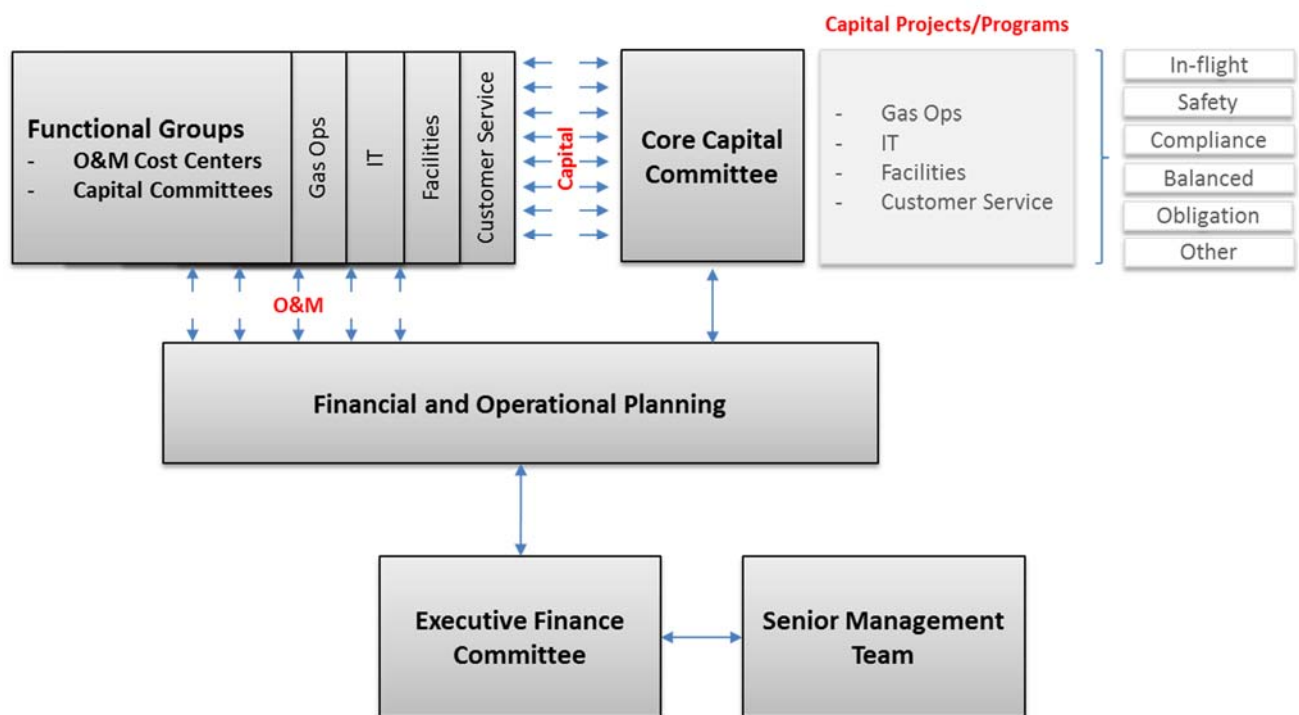 Capital Projects/Programs
Functional Groups
- O&M Cost Centers
- Capital Committees
Gas Ops
IT
Facilities
Customer Service
Capital
Core Capital
Committee
- Gas Ops
- IT
- Facilities
- Customer Service
In-flight
Safety
Compliance
Balanced
Obligation
Other
O&M
Financial and Operational Planning
Executive Finance
Committee
Senior Management
Team